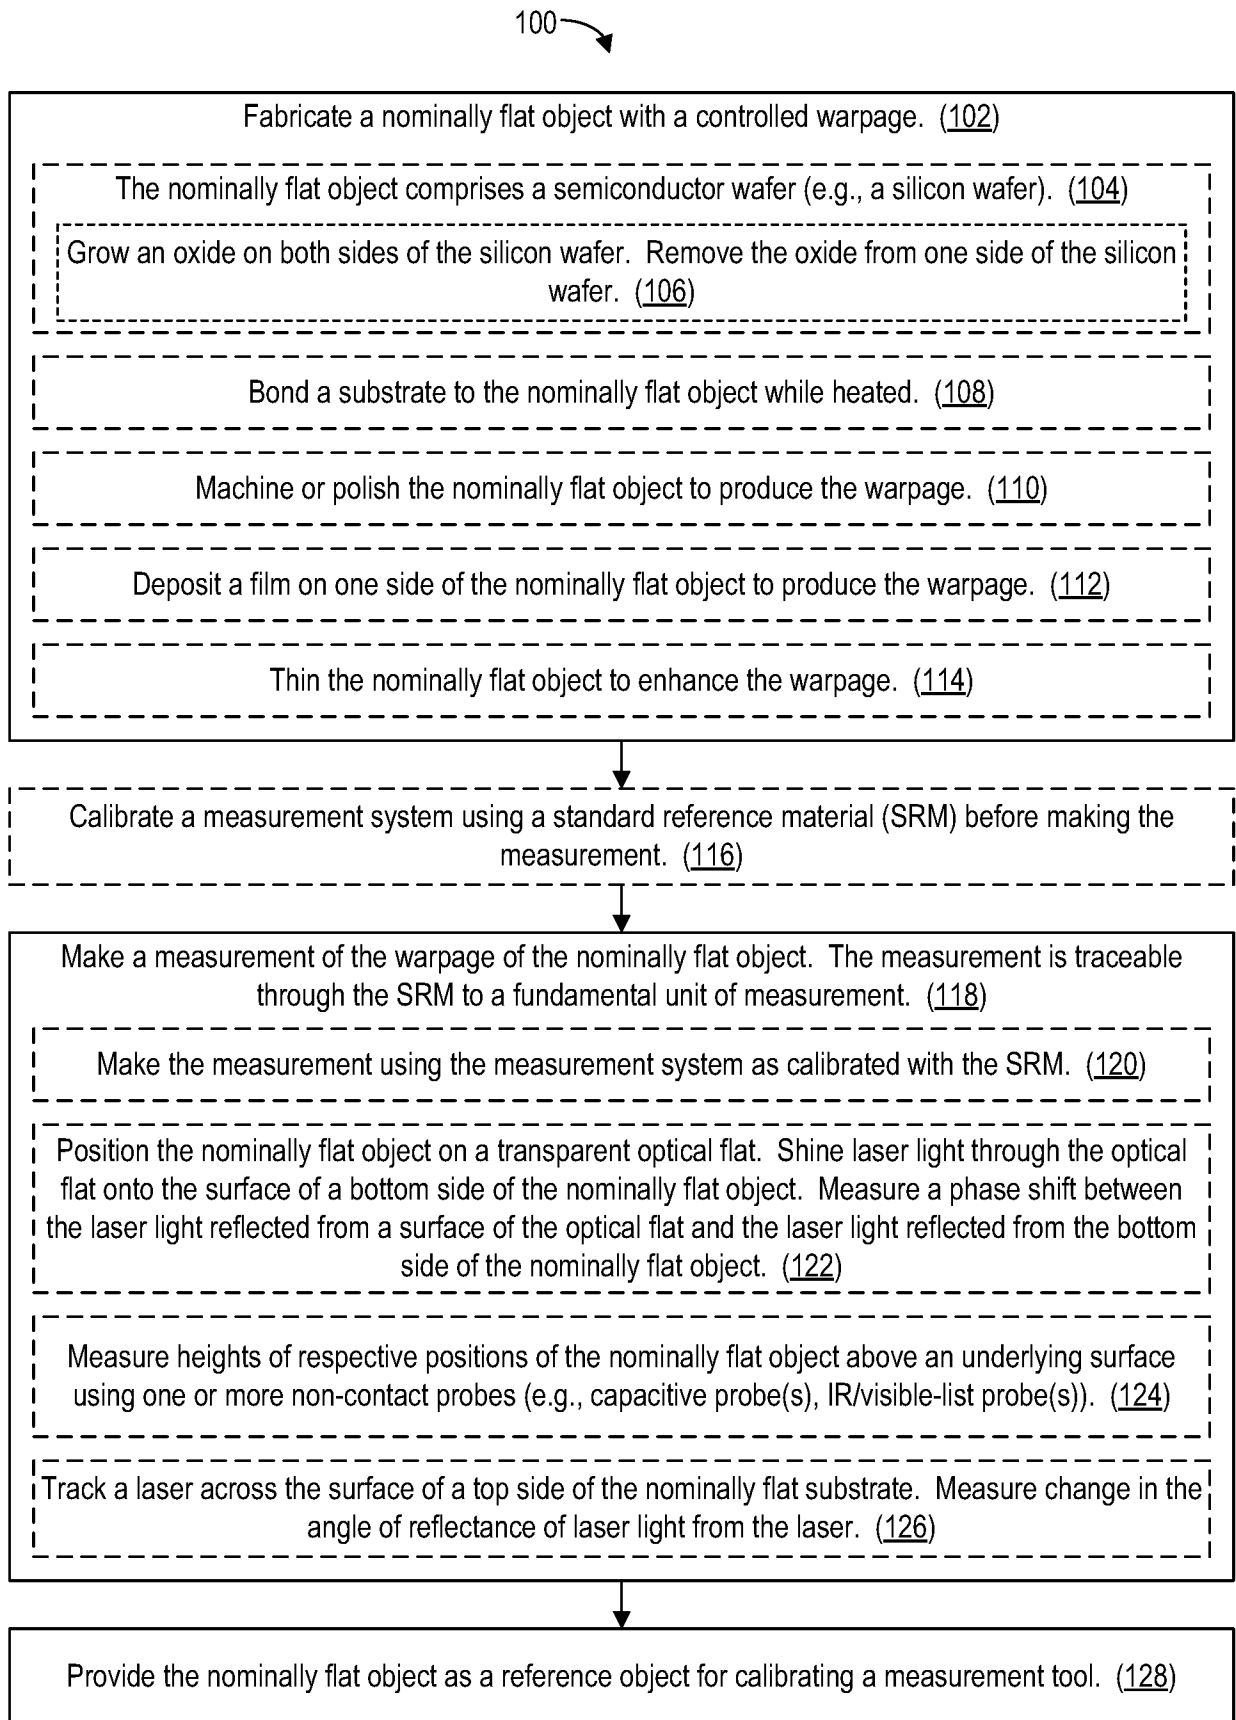 100
Fabricate a nominally flat object with a controlled warpage. (102)
The nominally flat object comprises a semiconductor wafer (e.g., a silicon wafer). (104)
Grow an oxide on both sides of the silicon wafer. Remove the oxide from one side of the silicon
wafer. (106)
Bond a substrate to the nominally flat object while heated. (108)
Machine or polish the nominally flat object to produce the warpage. (110)
Deposit a film on one side of the nominally flat object to produce the warpage. (112)
Thin the nominally flat object to enhance the warpage. (114)
Calibrate a measurement system using a standard reference material (SRM) before making the
measurement. (116)
Make a measurement of the warpage of the nominally flat object. The measurement is traceable
through the SRM to a fundamental unit of measurement. (118)
Make the measurement using the measurement system as calibrated with the SRM. (120)
Position the nominally flat object on a transparent optical flat. Shine laser light through the optical
flat onto the surface of a bottom side of the nominally flat object. Measure a phase shift between
the laser light reflected from a surface of the optical flat and the laser light reflected from the bottom
side of the nominally flat object. (122)
Measure heights of respective positions of the nominally flat object above an underlying surface
using one or more non-contact probes (e.g., capacitive probe(s), IR/visible-list probe(s)). (124)
Track a laser across the surface of a top side of the nominally flat substrate. Measure change in the
angle of reflectance of laser light from the laser. (126)
Provide the nominally flat object as a reference object for calibrating a measurement tool. (128)